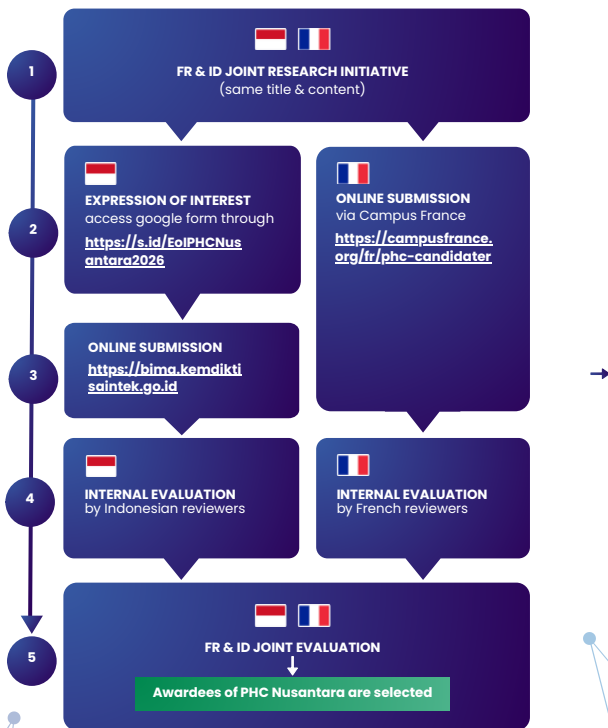 1
FR & ID JOINT RESEARCH INITIATIVE
(same title & content)
2
EXPRESSION OF INTEREST
access google form through
https://s.id/EoIPHCNus
antara2026
ONLINE SUBMISSION
via Campus France
https://campusfrance.
org/fr/phc-candidater
3
ONLINE SUBMISSION
https://bima.kemdikti
saintek.go.id
4
INTERNAL EVALUATION
by Indonesian reviewers
INTERNAL EVALUATION
by French reviewers
5
FR & ID JOINT EVALUATION
Awardees of PHC Nusantara are selected